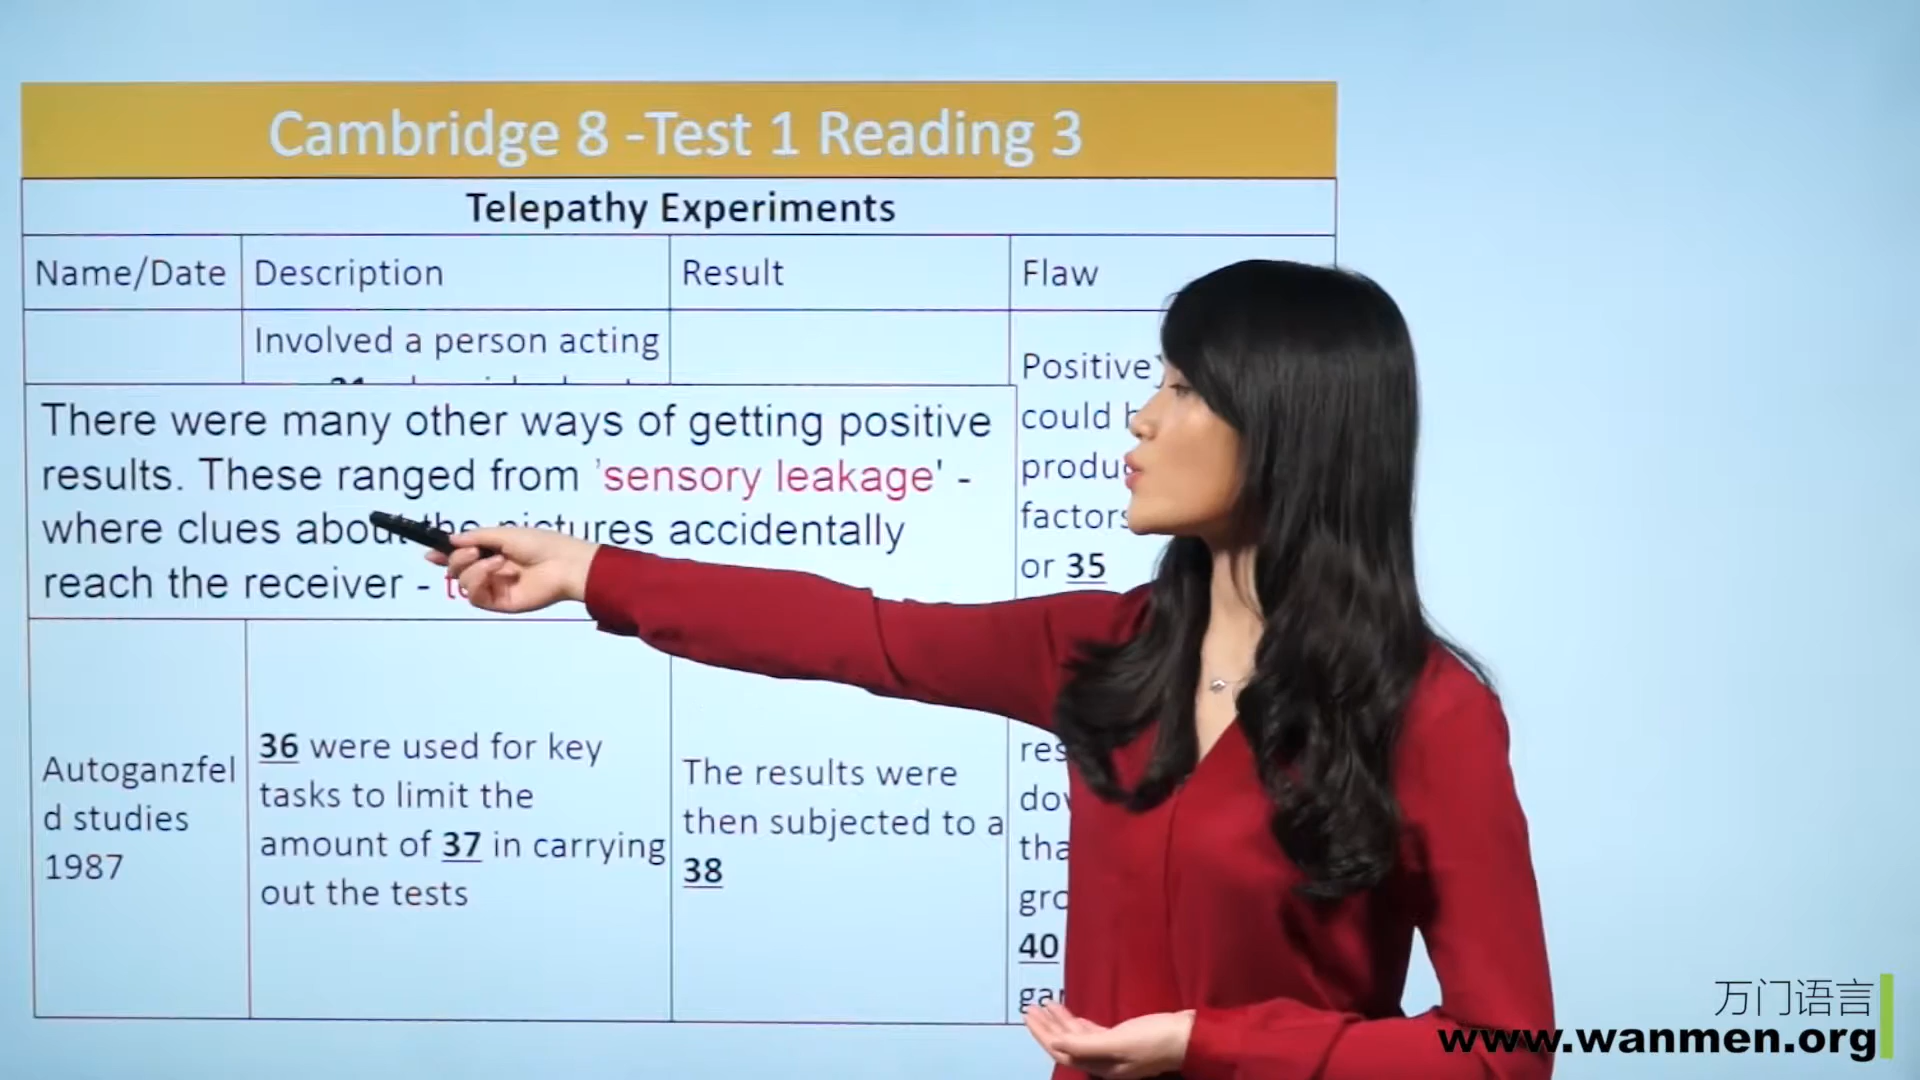 Cambridge 8 -Test 1 Reading 3
Telepathy Experiments
Name/Date
Description
Result
Flaw
Involved a person acting
There were many other ways of getting positive
results. These ranged from 'sensory leakage' -
where clues about the pictures accidentally
reach the receiver -
Positive
could
factors
or 35
Autoganzfel
d studies
1987
36 were used for key
tasks to limit the
amount of 37 in carrying
out the tests
The results were
then subjected to a
38
40
万门语言
www.wanmen.org